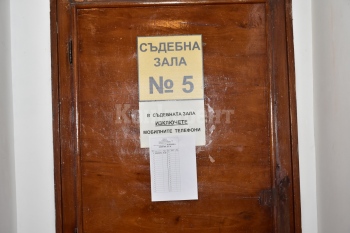 СЪДЕБНА
ЗАЛА
№ 5
В СЪДЕБНАТА ЗАЛА
ИЗКЛЮЧЕТЕ
МОБИЛНИТЕ ТЕЛЕФОНИ